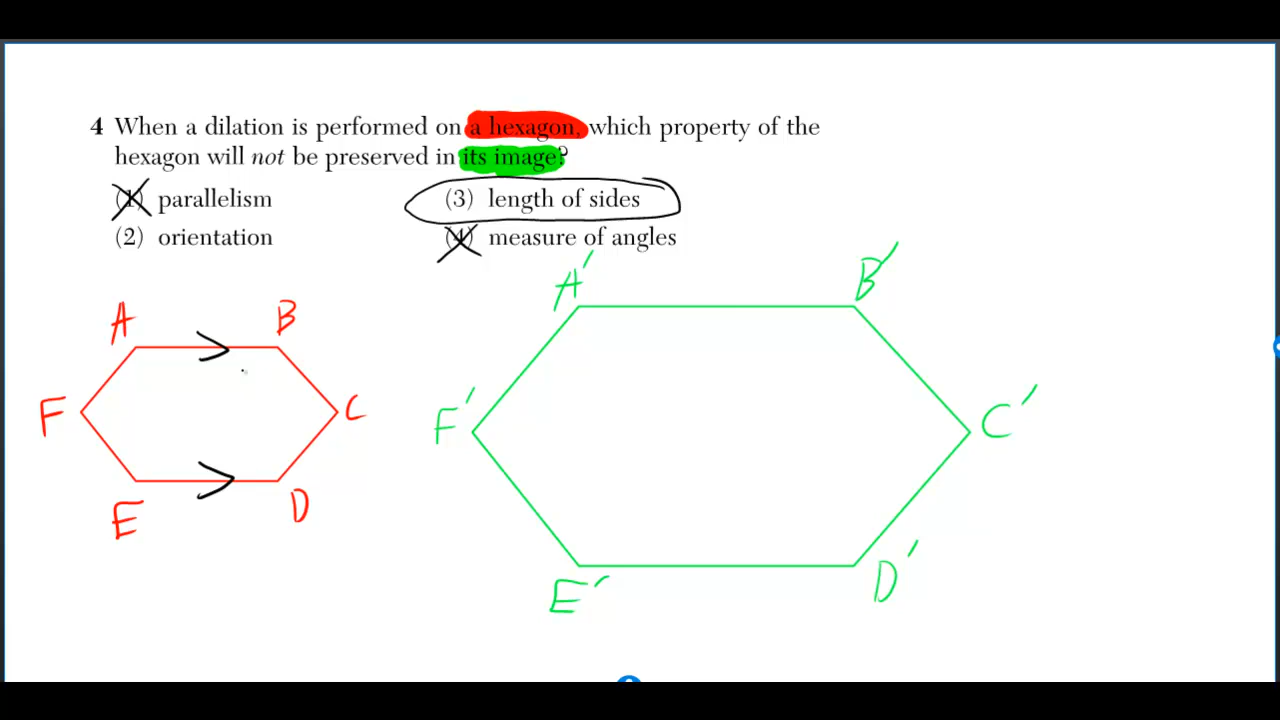 4 When a dilation is performed on a hexagon, which property of the
hexagon will not be preserved in its image?
(1) parallelism
(3) length of sides
(2) orientation
(4) measure of angles
A B C D E F
A' B' C' D' E' F'